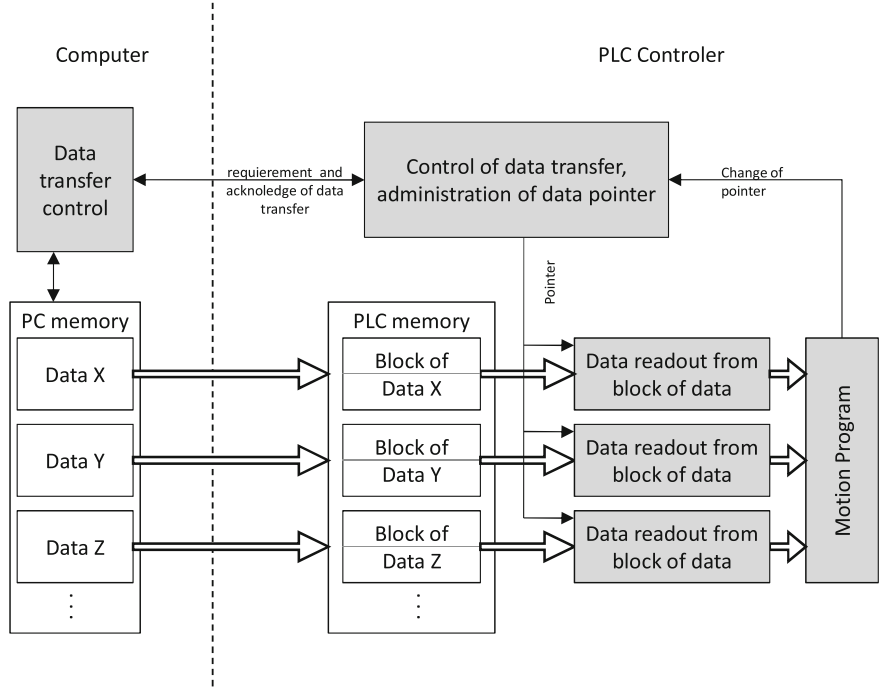 Computer
PLC Controler
Data
transfer
control
requierement and
acknoledge of data
transfer
Control of data transfer,
administration of data pointer
Change of
pointer
Pointer
PC memory
Data X
Data Y
Data Z
PLC memory
Block of
Data X
Block of
Data Y
Block of
Data Z
Data readout from
block of data
Data readout from
block of data
Data readout from
block of data
Motion Program